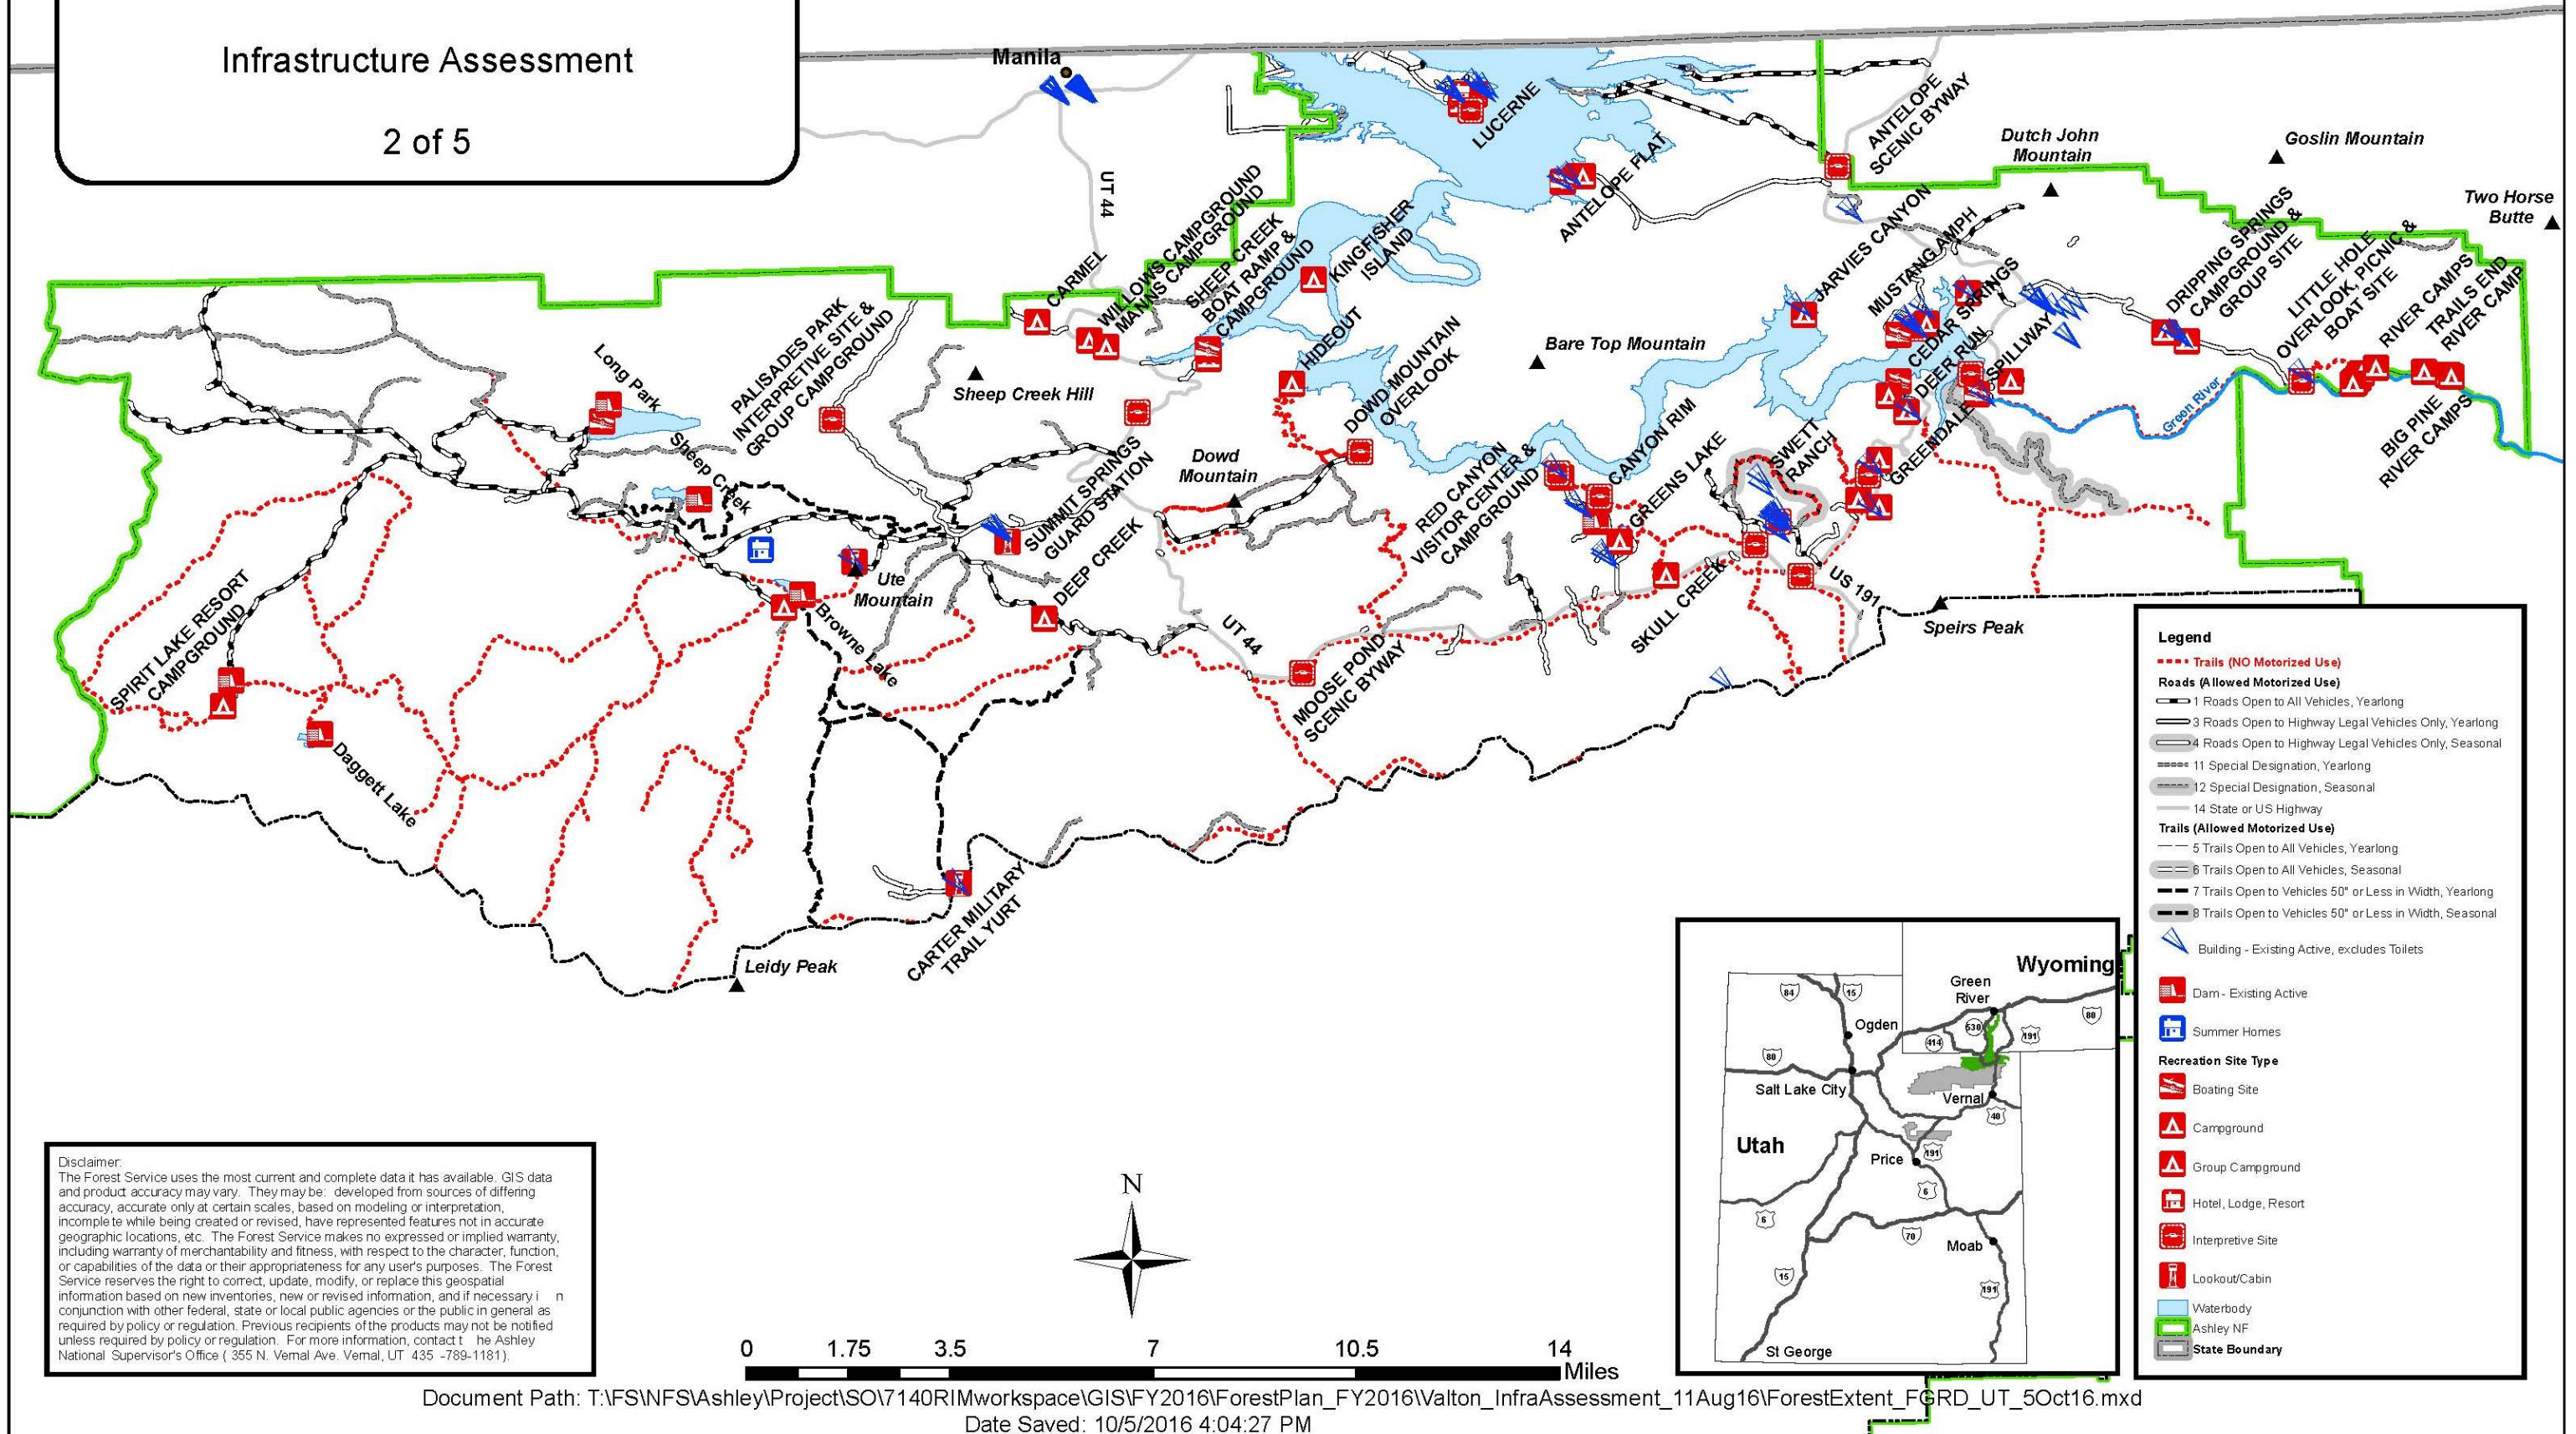 Infrastructure Assessment
2 of 5
Manila
UT 44
LUCERNE
ANTELOPE FLAT
ANTELOPE
SCENIC BYWAY
Dutch John
Mountain
Goslin Mountain
Two Horse
Butte
CARMEL
WILLOWS CAMPGROUND
MANNS CAMPGROUND
SHEEP CREEK
BOAT RAMP &
CAMPGROUND
KINGFISHER
ISLAND
HIDEOUT
DOWD MOUNTAIN
OVERLOOK
Bare Top Mountain
JARVIES CANYON
MUSTANG AMPH
CEDAR SPRINGS
DEER RUN
SPILLWAY
DRIPPING SPRINGS
CAMPGROUND &
GROUP SITE
LITTLE HOLE
OVERLOOK, PICNIC &
BOAT SITE
RIVER CAMPS
TRAILS END
RIVER CAMP
BIG PINE
RIVER CAMPS
Green River
Long Park
PALISADES PARK
INTERPRETIVE SITE &
GROUP CAMPGROUND
Sheep Creek Hill
Sheep Creek
SUMMIT SPRINGS
GUARD STATION
Dowd
Mountain
RED CANYON
VISITOR CENTER &
CAMPGROUND
CANYON RIM
GREENS LAKE
SWETT
RANCH
GREENDALE
SKULL CREEK
US 191
Speirs Peak
Ute
Mountain
DEEP CREEK
UT 44
MOOSE POND
SCENIC BYWAY
Browne Lake
SPIRIT LAKE RESORT
CAMPGROUND
Daggett Lake
CARTER MILITARY
TRAIL YURT
Leidy Peak
Legend
Trails (NO Motorized Use)
Roads (Allowed Motorized Use)
1 Roads Open to All Vehicles, Yearlong
3 Roads Open to Highway Legal Vehicles Only, Yearlong
4 Roads Open to Highway Legal Vehicles Only, Seasonal
11 Special Designation, Yearlong
12 Special Designation, Seasonal
14 State or US Highway
Trails (Allowed Motorized Use)
5 Trails Open to All Vehicles, Yearlong
6 Trails Open to All Vehicles, Seasonal
7 Trails Open to Vehicles 50" or Less in Width, Yearlong
8 Trails Open to Vehicles 50" or Less in Width, Seasonal
Building - Existing Active, excludes Toilets
Dam - Existing Active
Summer Homes
Recreation Site Type
Boating Site
Campground
Group Campground
Hotel, Lodge, Resort
Interpretive Site
Lookout/Cabin
Waterbody
Ashley NF
State Boundary
Wyoming
Green
River
84
15
530
80
191
414
Ogden
80
Salt Lake City
Vernal
40
Utah
Price
191
6
6
70
Moab
15
191
St George
Disclaimer:
The Forest Service uses the most current and complete data it has available. GIS data
and product accuracy may vary. They may be: developed from sources of differing
accuracy, accurate only at certain scales, based on modeling or interpretation,
incomplete while being created or revised, have represented features not in accurate
geographic locations, etc. The Forest Service makes no expressed or implied warranty,
including warranty of merchantability and fitness, with respect to the character, function,
or capabilities of the data or their appropriateness for any user's purposes. The Forest
Service reserves the right to correct, update, modify, or replace this geospatial
information based on new inventories, new or revised information, and if necessary i n
conjunction with other federal, state or local public agencies or the public in general as
required by policy or regulation. Previous recipients of the products may not be notified
unless required by policy or regulation. For more information, contact t he Ashley
National Supervisor's Office ( 355 N. Vernal Ave. Vernal, UT 435 -789-1181).
N
0 1.75 3.5 7 10.5 14
Miles
Document Path: T:\FS\NFS\Ashley\Project\SO\7140RIMworkspace\GIS\FY2016\ForestPlan_FY2016\Valton_InfraAssessment_11Aug16\ForestExtent_FGRD_UT_5Oct16.mxd
Date Saved: 10/5/2016 4:04:27 PM